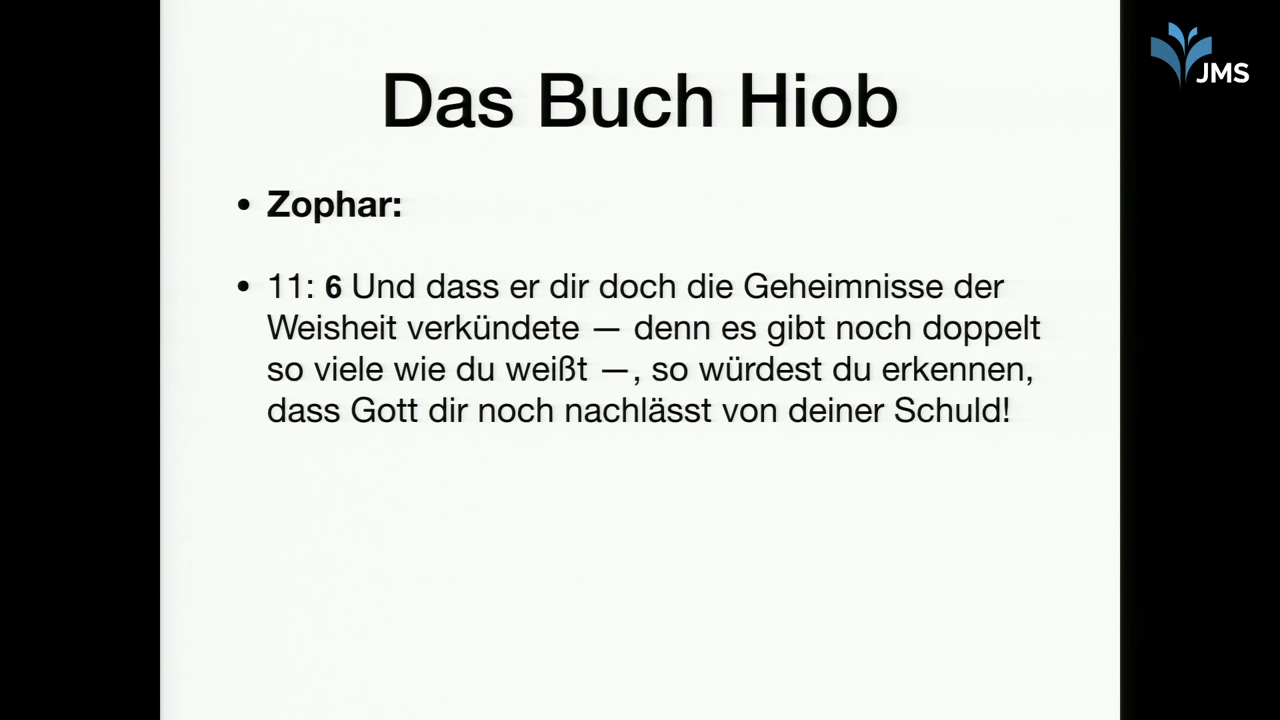 JMS
Das Buch Hiob
• Zophar:
• 11: 6 Und dass er dir doch die Geheimnisse der
Weisheit verkündete — denn es gibt noch doppelt
so viele wie du weißt —, so würdest du erkennen,
dass Gott dir noch nachlässt von deiner Schuld!